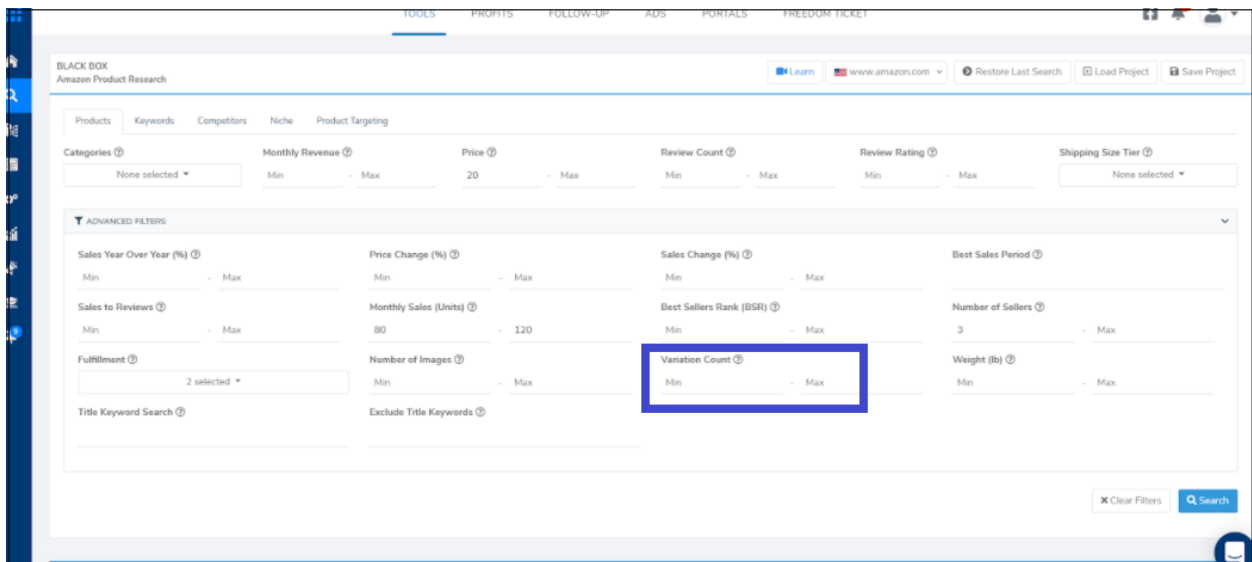 TOOLS PROFITS FOLLOW-UP ADS PORTALS FREEDOM TICKET
BLACK BOX
Amazon Product Research
Learn www.amazon.com Restore Last Search Load Project Save Project
Products Keywords Competitors Niche Product Targeting
Categories Monthly Revenue Price Review Count Review Rating Shipping Size Tier
None selected Min - Max 20 - Max Min - Max Min - Max None selected
ADVANCED FILTERS
Sales Year Over Year (%) Price Change (%) Sales Change (%) Best Sales Period
Min - Max Min - Max Min - Max
Sales to Reviews Monthly Sales (Units) Best Sellers Rank (BSR) Number of Sellers
Min - Max 80 - 120 Min - Max 3 - Max
Fulfillment Number of Images Variation Count Weight (lb)
2 selected Min - Max Min - Max Min - Max
Title Keyword Search Exclude Title Keywords
Clear Filters Search